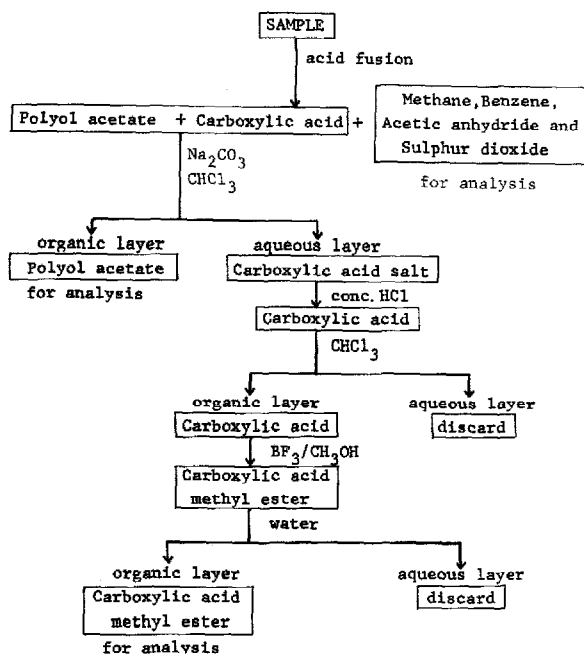 SAMPLE
acid fusion
Polyol acetate + Carboxylic acid +
Methane,Benzene,
Acetic anhydride and
Sulphur dioxide
for analysis
Na2CO3
CHCl3
organic layer
Polyol acetate
for analysis
aqueous layer
Carboxylic acid salt
conc. HCl
Carboxylic acid
CHCl3
organic layer
Carboxylic acid
aqueous layer
discard
BF3/CH3OH
Carboxylic acid
methyl ester
water
organic layer
Carboxylic acid
methyl ester
for analysis
aqueous layer
discard